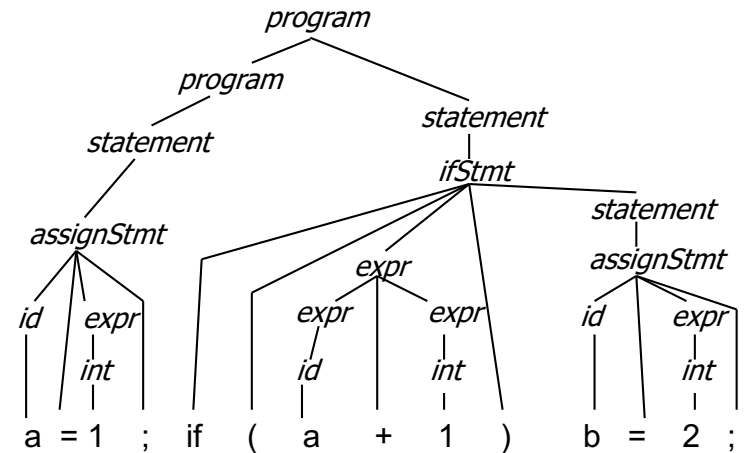 program
program
statement
statement
ifStmt
statement
assignStmt
expr
assignStmt
id expr expr expr id expr
int id int int
a = 1 ; if ( a + 1 ) b = 2 ;